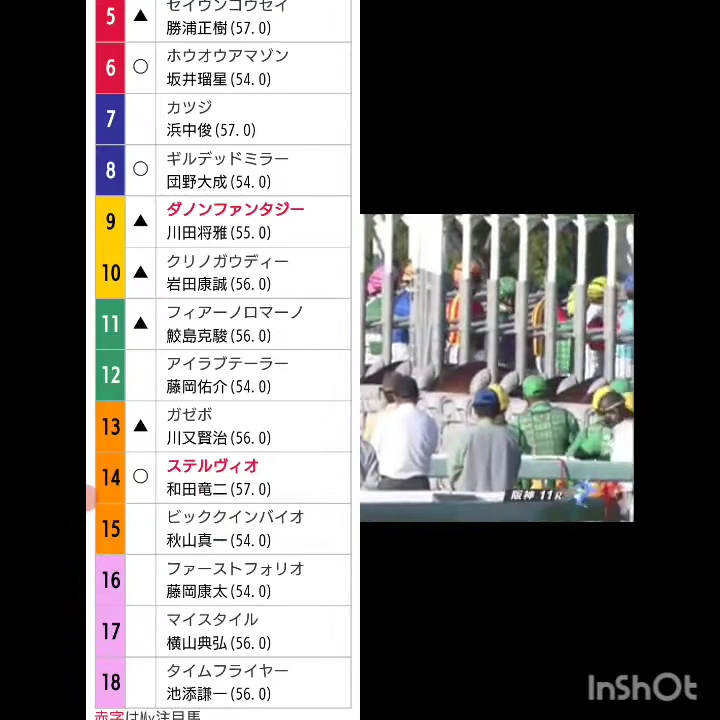 5 ▲ セイウンコウセイ
勝浦正樹(57.0)
6 ○ ホウオウアマゾン
坂井瑠星(54.0)
7 カツジ
浜中俊(57.0)
8 ○ ギルデッドミラー
団野大成(54.0)
9 ▲ ダノンファンタジー
川田将雅(55.0)
10 ▲ クリノガウディー
岩田康誠(56.0)
11 ▲ フィアーノロマーノ
鮫島克駿(56.0)
12 アイラブテーラー
藤岡佑介(54.0)
13 ▲ ガゼボ
川又賢治(56.0)
14 ○ ステルヴィオ
和田竜二(57.0)
15 ビッククインバイオ
秋山真一(54.0)
16 ファーストフォリオ
藤岡康太(54.0)
17 マイスタイル
横山典弘(56.0)
18 タイムフライヤー
池添謙一(56.0)
赤字はMy注目馬
阪神 11R
InShOt